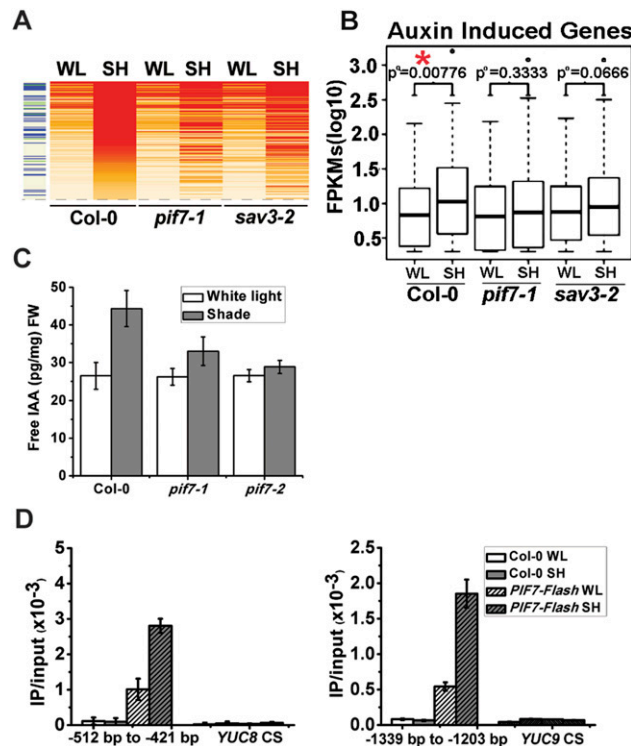 A
WL SH WL SH WL SH
Col-0 pif7-1 sav3-2
B
Auxin Induced Genes
*
p=0.00776 p=0.3333 p=0.0666
FPKMs(log10)
3.0
2.5
2.0
1.5
1.0
0.5
WL SH WL SH WL SH
Col-0 pif7-1 sav3-2
C
Free IAA (pg/mg) FW
50
40
30
20
10
0
White light
Shade
Col-0 pif7-1 pif7-2
D
IP/input (x10-3)
5
4
3
2
1
0
-512 bp to -421 bp YUC8 CS
IP/input (x10-3)
2.5
2.0
1.5
1.0
0.5
0.0
Col-0 WL
Col-0 SH
PIF7-Flash WL
PIF7-Flash SH
-1339 bp to -1203 bp YUC9 CS